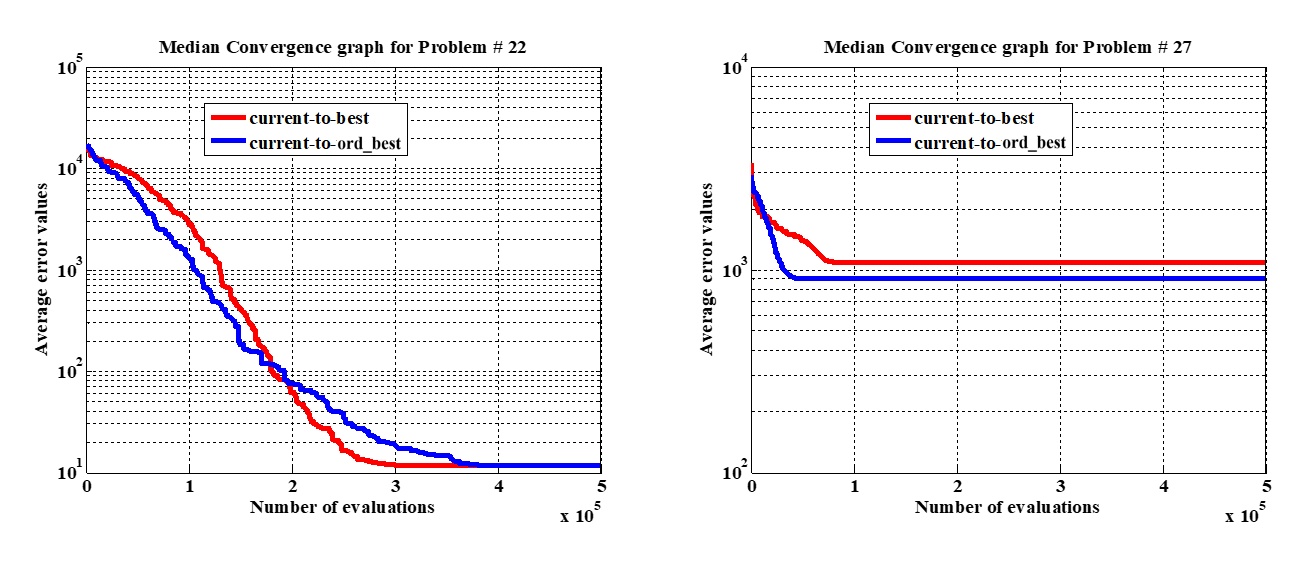 Median Convergence graph for Problem # 22
10^5
10^4
10^3
10^2
10^1
Average error values
current-to-best
current-to-ord_best
0 1 2 3 4 5
Number of evaluations
x 10^5
Median Convergence graph for Problem # 27
10^4
10^3
10^2
Average error values
current-to-best
current-to-ord_best
0 1 2 3 4 5
Number of evaluations
x 10^5